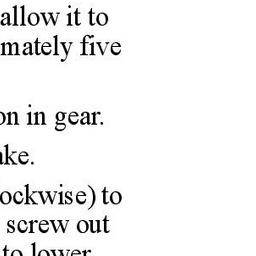 allow it to
mately five
on in gear.
ake.
ockwise) to
screw out
to lower